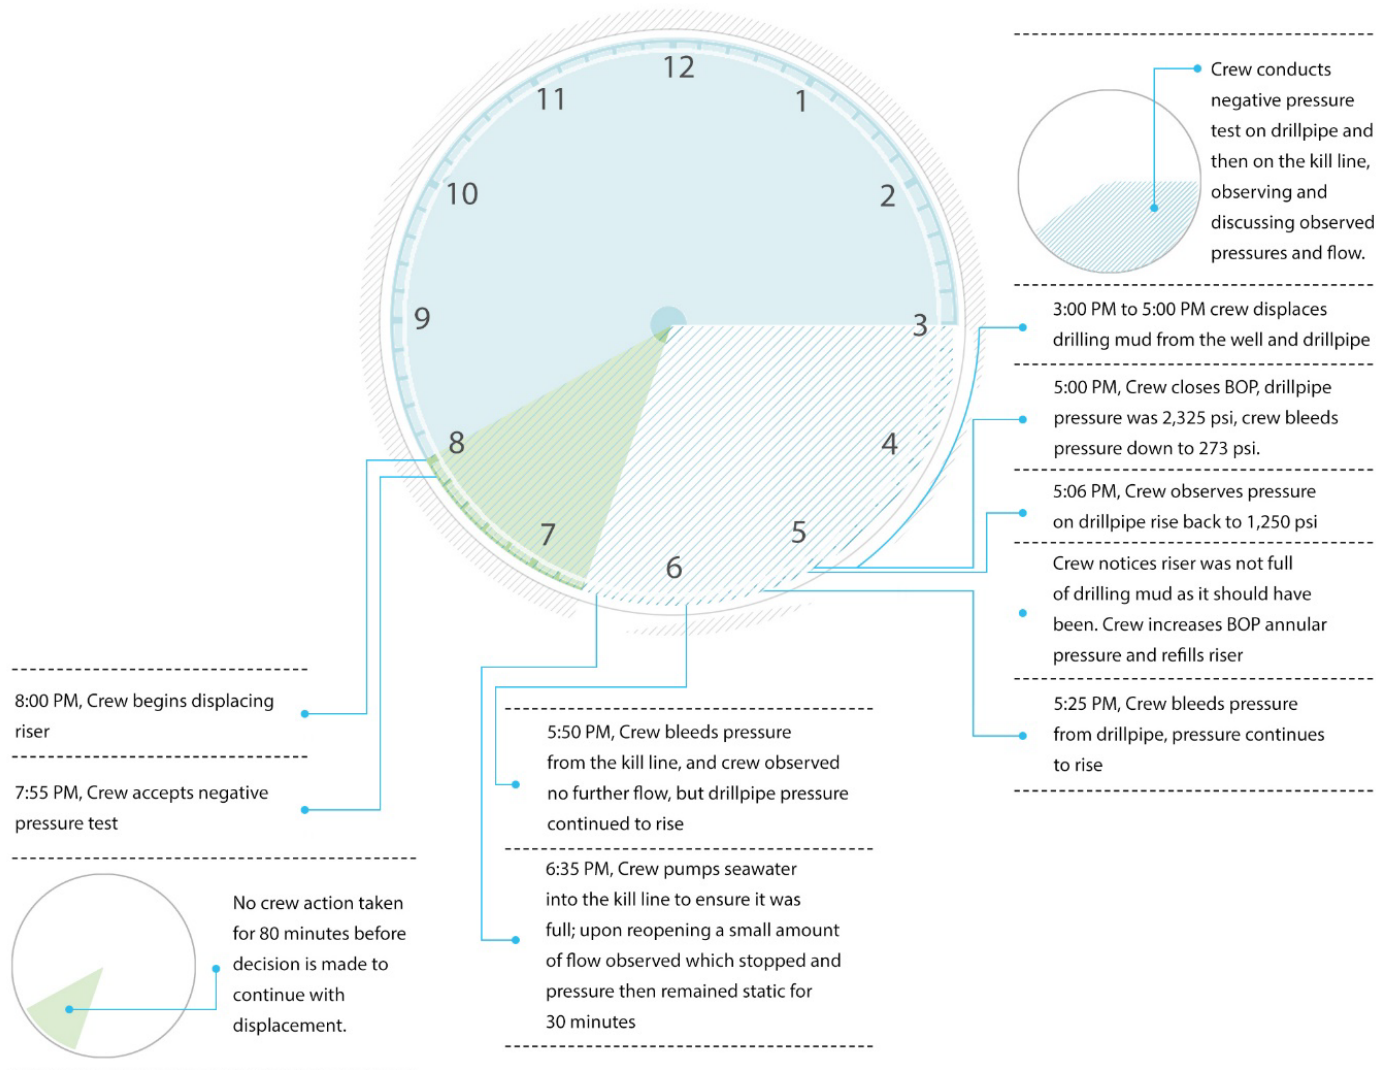 12
1
2
3
4
5
6
7
8
9
10
11
Crew conducts
negative pressure
test on drillpipe and
then on the kill line,
observing and
discussing observed
pressures and flow.
3:00 PM to 5:00 PM crew displaces
drilling mud from the well and drillpipe
5:00 PM, Crew closes BOP, drillpipe
pressure was 2,325 psi, crew bleeds
pressure down to 273 psi.
5:06 PM, Crew observes pressure
on drillpipe rise back to 1,250 psi
Crew notices riser was not full
of drilling mud as it should have
been. Crew increases BOP annular
pressure and refills riser
5:25 PM, Crew bleeds pressure
from drillpipe, pressure continues
to rise
5:50 PM, Crew bleeds pressure
from the kill line, and crew observed
no further flow, but drillpipe pressure
continued to rise
6:35 PM, Crew pumps seawater
into the kill line to ensure it was
full; upon reopening a small amount
of flow observed which stopped and
pressure then remained static for
30 minutes
8:00 PM, Crew begins displacing
riser
7:55 PM, Crew accepts negative
pressure test
No crew action taken
for 80 minutes before
decision is made to
continue with
displacement.